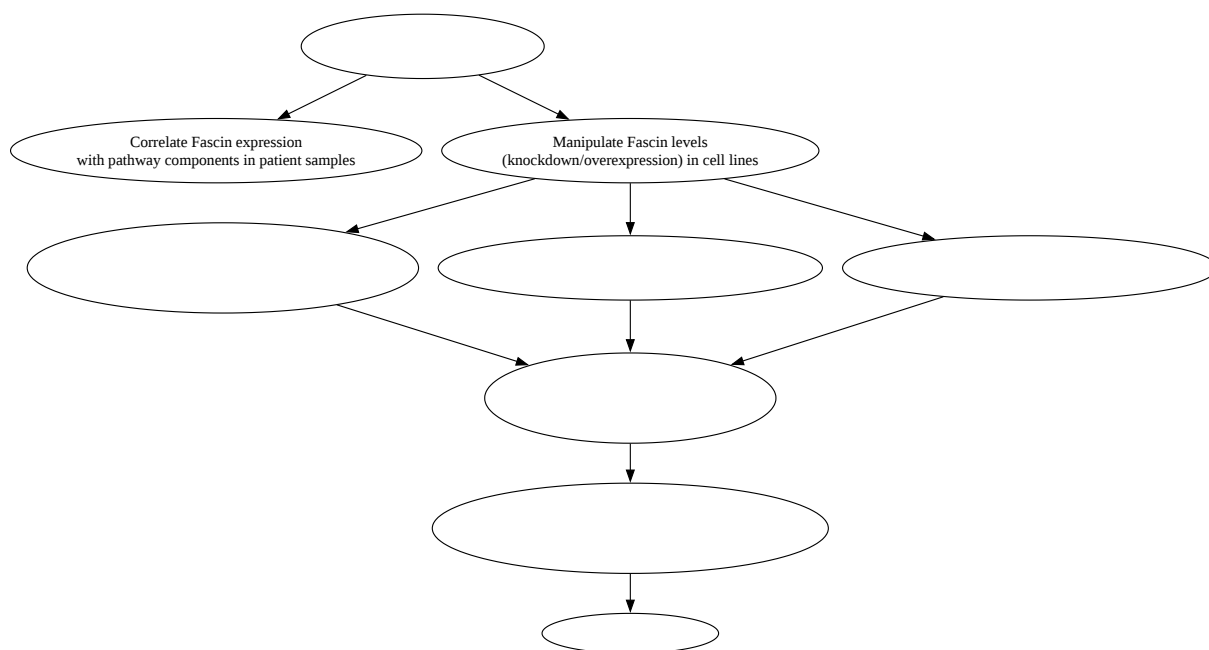 Correlate Fascin expression
with pathway components in patient samples
Manipulate Fascin levels
(knockdown/overexpression) in cell lines